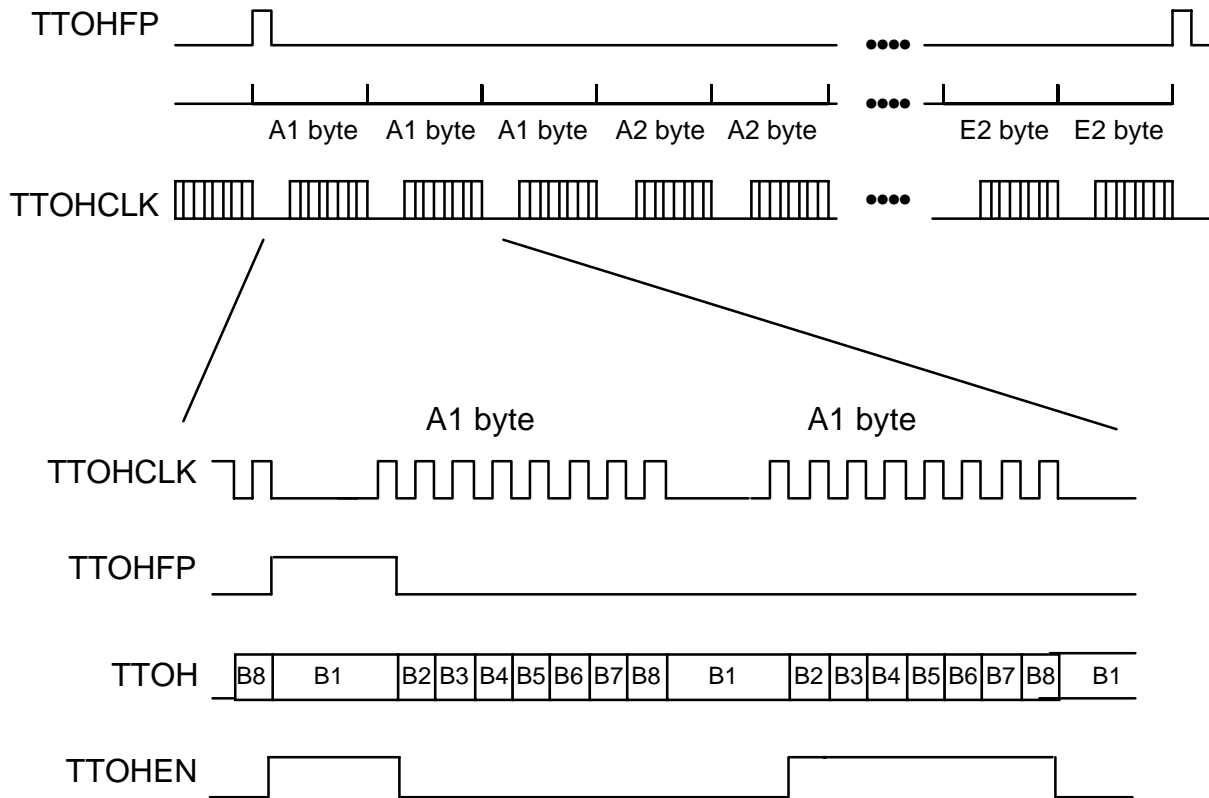 TTOHFP
A1 byte A1 byte A1 byte A2 byte A2 byte E2 byte E2 byte
TTOHCLK
A1 byte A1 byte
TTOHCLK
TTOHFP
TTOH B8 B1 B2 B3 B4 B5 B6 B7 B8 B1 B2 B3 B4 B5 B6 B7 B8 B1
TTOHEN